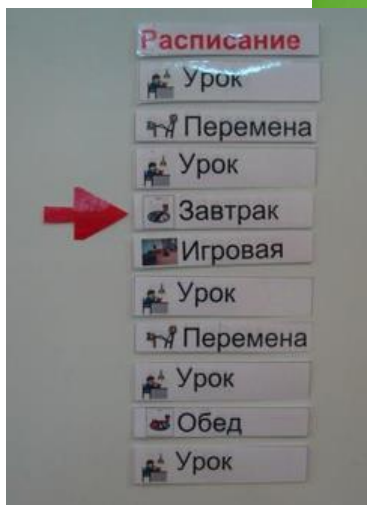 Расписание
Урок
Перемена
Урок
Завтрак
Игровая
Урок
Перемена
Урок
Обед
Урок